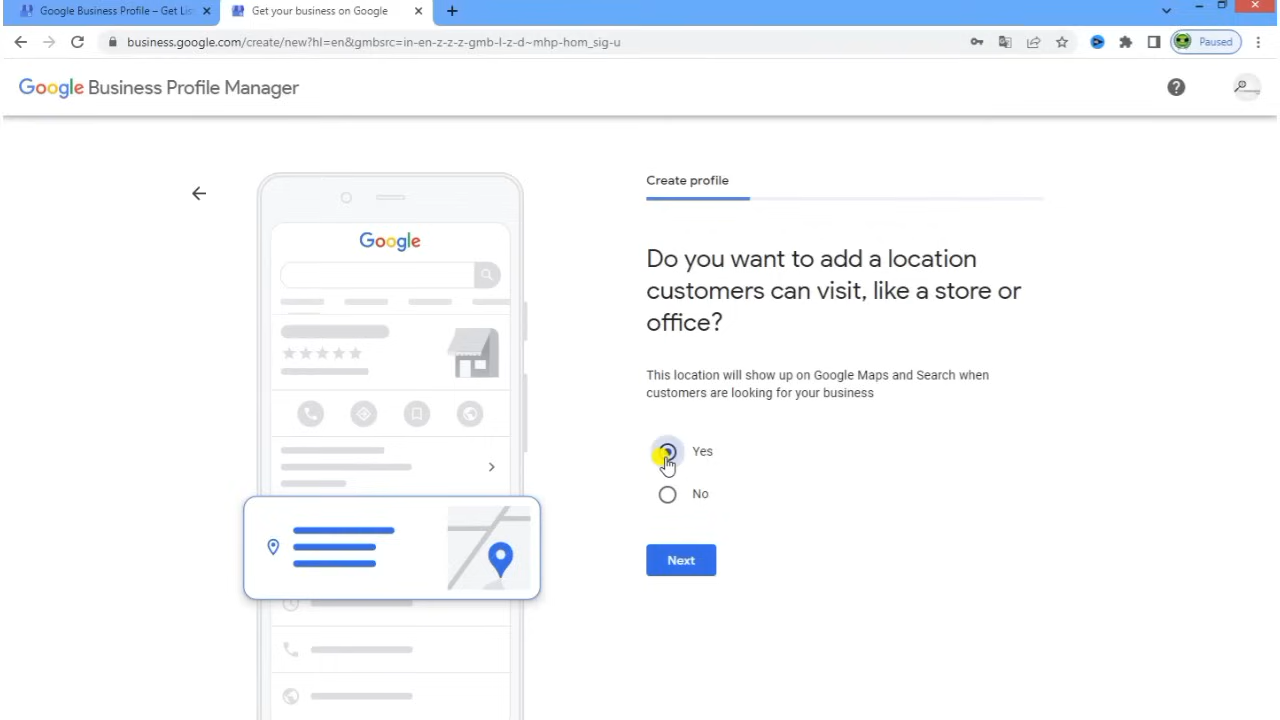 Google Business Profile – Get Lis
Get your business on Google
business.google.com/create/new?hl=en&gmbsrc=in-en-z-z-z-gmb-l-z-d~mhp-hom_sig-u
Paused
Google Business Profile Manager
Create profile
Google
Do you want to add a location
customers can visit, like a store or
office?
This location will show up on Google Maps and Search when
customers are looking for your business
Yes
No
Next